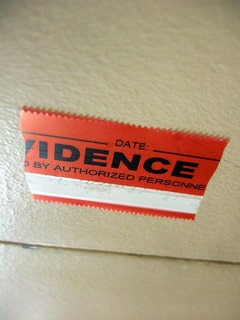 DATE:
VIDENCE
D BY AUTHORIZED PERSONNE